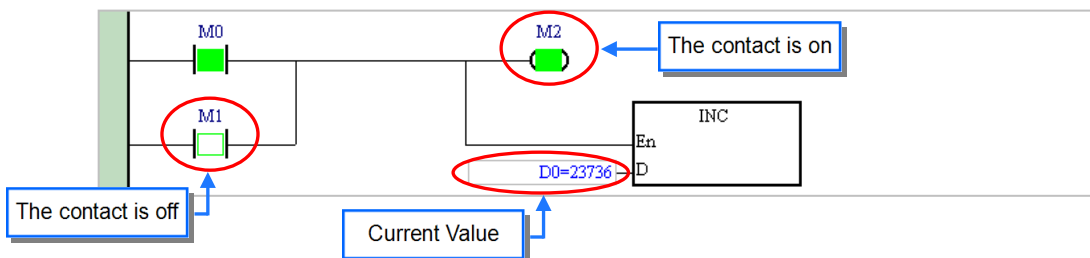 M0
M2
The contact is on
M1
INC
En
D0=23736
D
The contact is off
Current Value